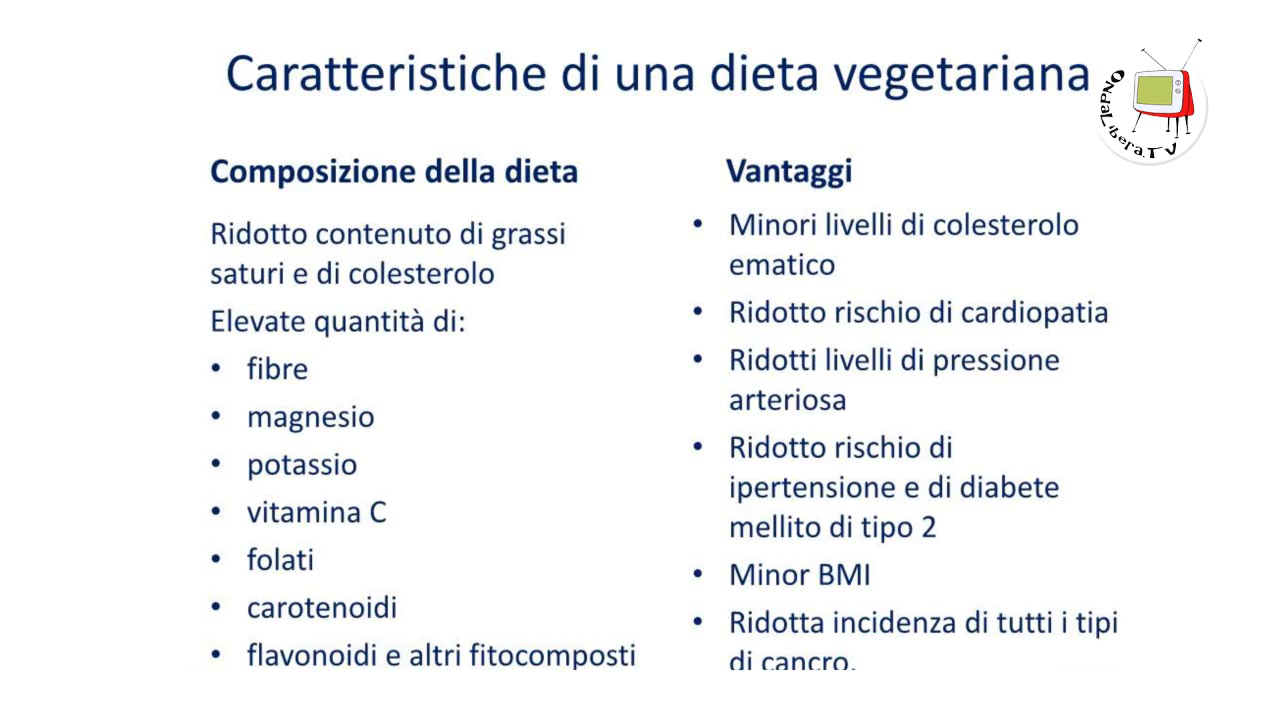 Caratteristiche di una dieta vegetariana
OndaLiberaTV
Composizione della dieta
Ridotto contenuto di grassi
saturi e di colesterolo
Elevate quantità di:
• fibre
• magnesio
• potassio
• vitamina C
• folati
• carotenoidi
• flavonoidi e altri fitocomposti
Vantaggi
• Minori livelli di colesterolo
ematico
• Ridotto rischio di cardiopatia
• Ridotti livelli di pressione
arteriosa
• Ridotto rischio di
ipertensione e di diabete
mellito di tipo 2
• Minor BMI
• Ridotta incidenza di tutti i tipi
di cancro.